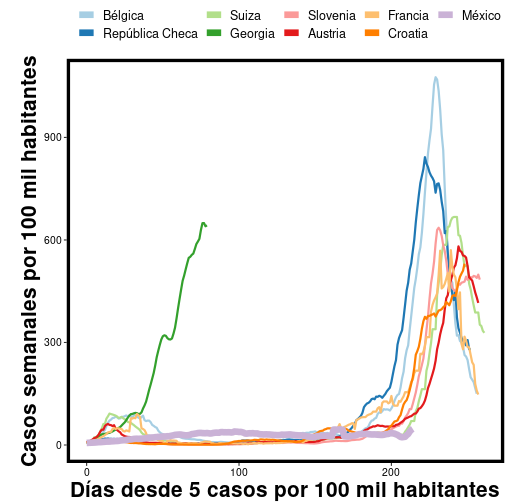 Bélgica Suiza Slovenia Francia México
República Checa Georgia Austria Croatia
Casos semanales por 100 mil habitantes
900
600
300
0
0 100 200
Días desde 5 casos por 100 mil habitantes